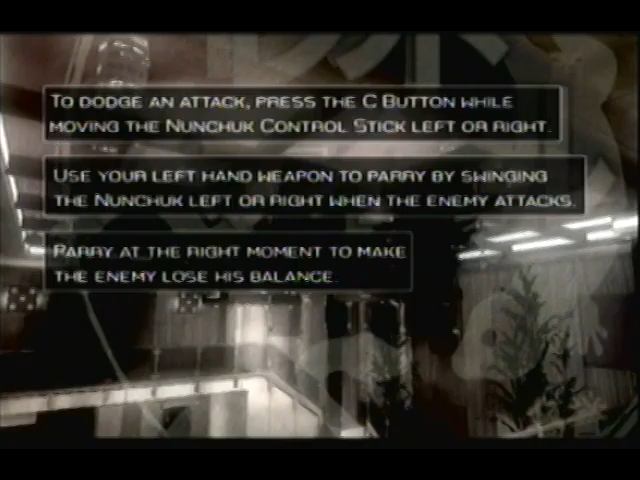 To dodge an attack, press the C Button while
moving the Nunchuk Control Stick left or right.
Use your left hand weapon to parry by swinging
the Nunchuk left or right when the enemy attacks.
Parry at the right moment to make
the enemy lose his balance.